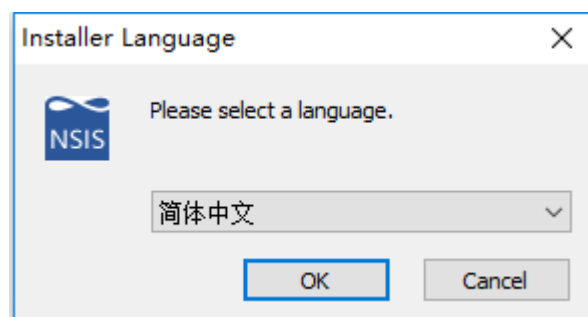 Installer Language
NSIS
Please select a language.
简体中文
OK
Cancel